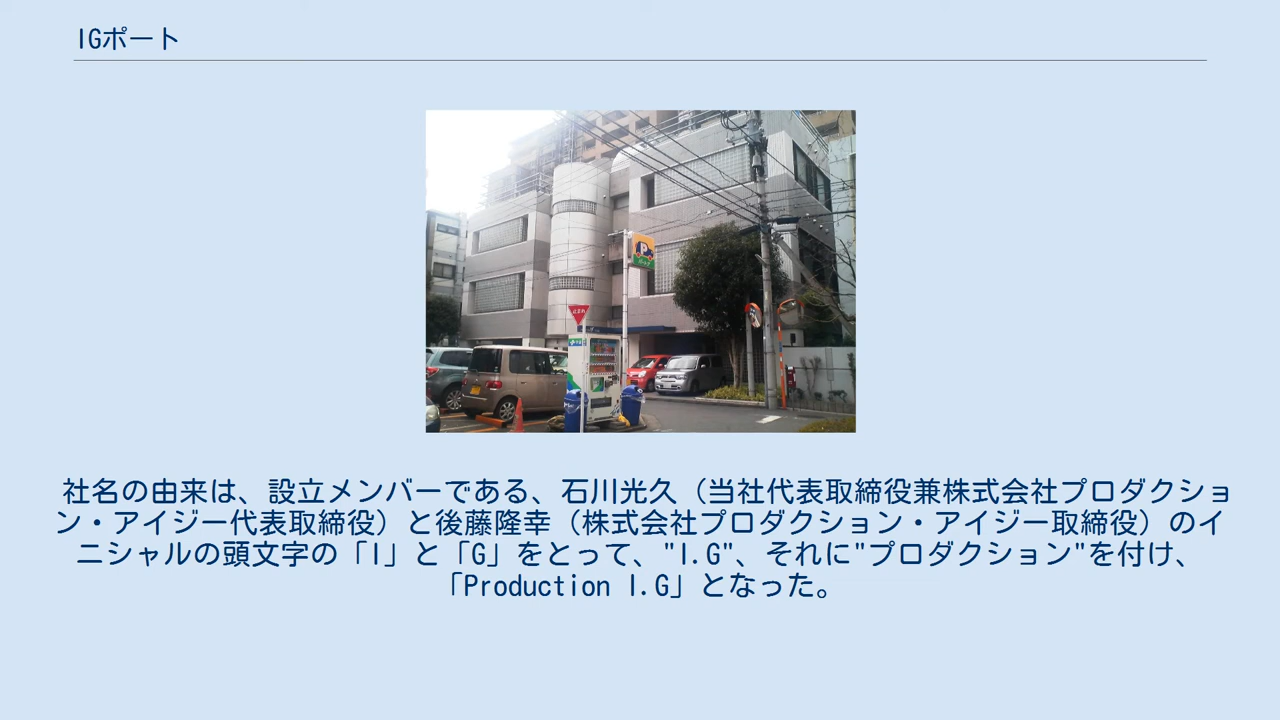 IGポート
P
止まれ
社名の由来は、設立メンバーである、石川光久（当社代表取締役兼株式会社プロダクショ
ン・アイジー代表取締役）と後藤隆幸（株式会社プロダクション・アイジー取締役）のイ
ニシャルの頭文字の「I」と「G」をとって、"I.G"、それに"プロダクション"を付け、
「Production I.G」となった。